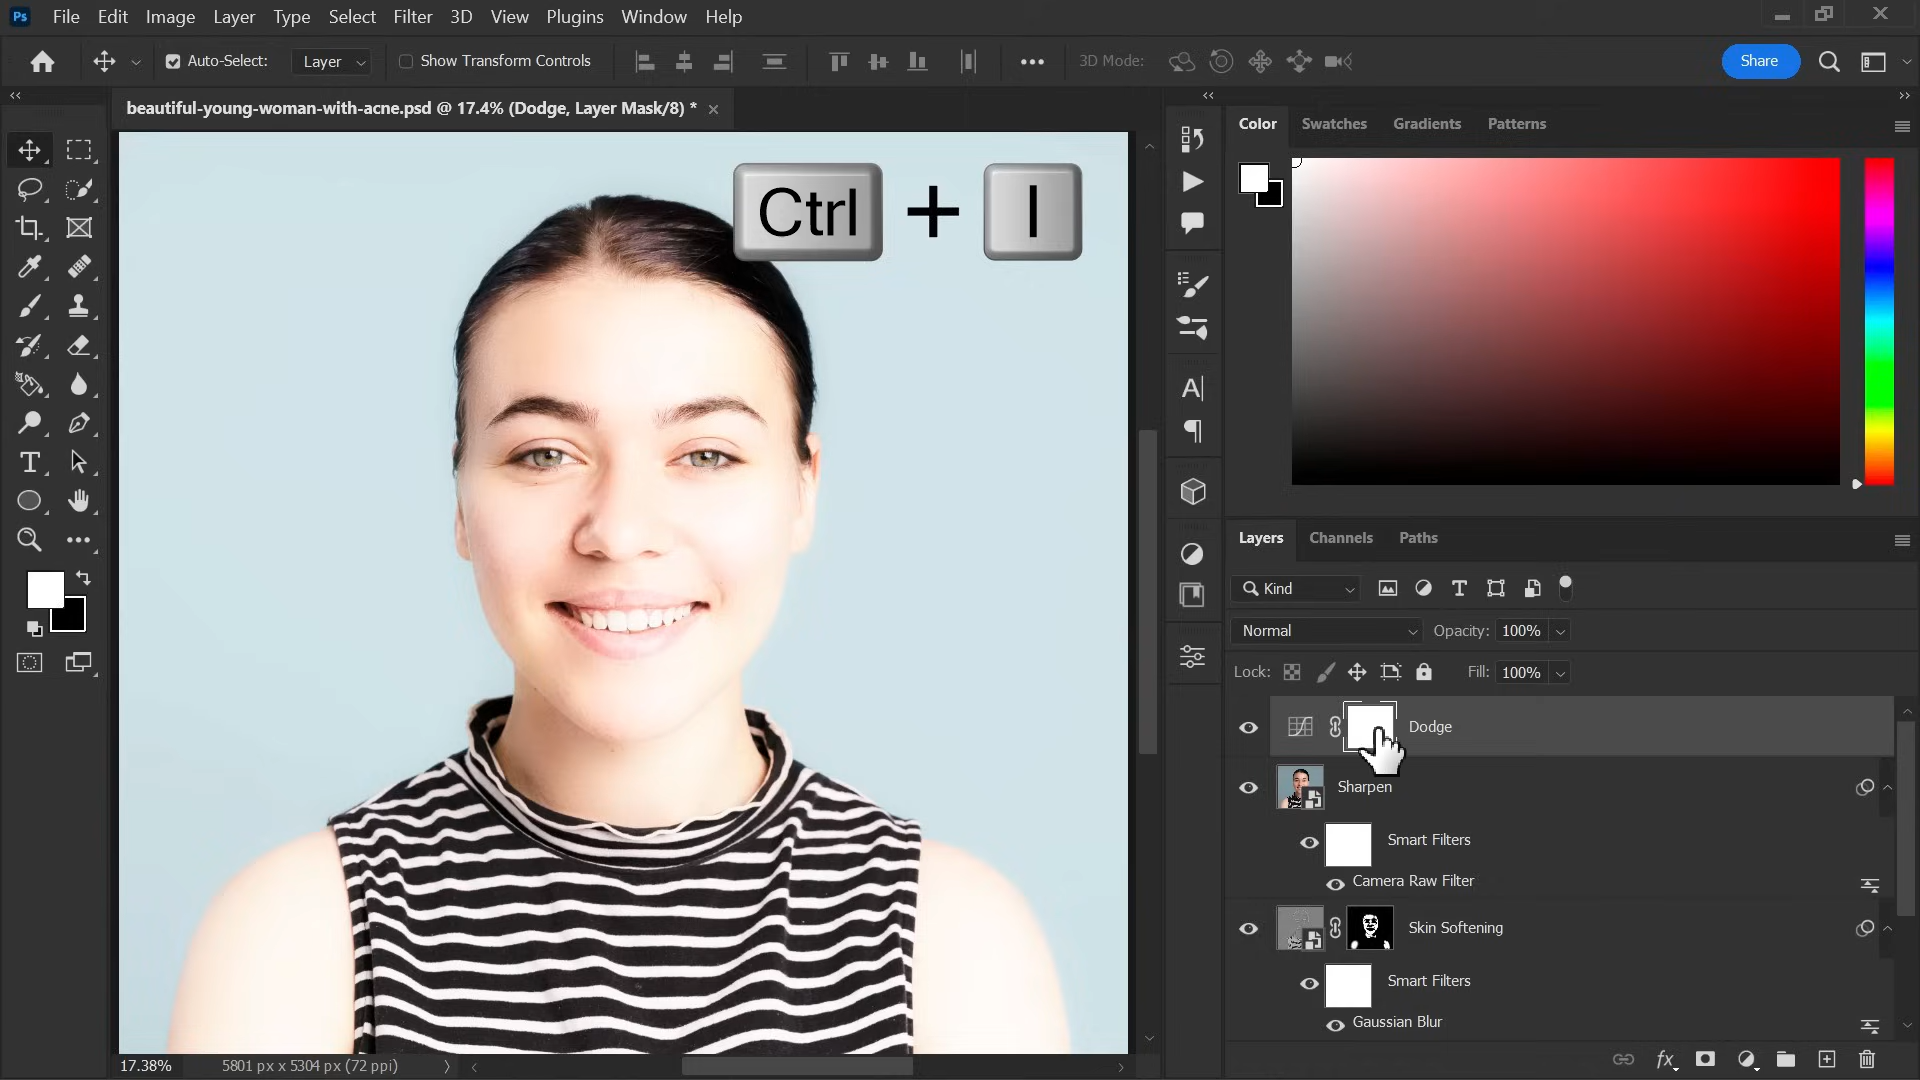 Ps File Edit Image Layer Type Select Filter 3D View Plugins Window Help
Auto-Select: Layer Show Transform Controls 3D Mode: Share
beautiful-young-woman-with-acne.psd @ 17.4% (Dodge, Layer Mask/8) *
Color Swatches Gradients Patterns
Ctrl + I
Layers Channels Paths
Kind
Normal Opacity: 100%
Lock: Fill: 100%
Dodge
Sharpen
Smart Filters
Camera Raw Filter
Skin Softening
Smart Filters
Gaussian Blur
17.38% 5801 px x 5304 px (72 ppi)
fx